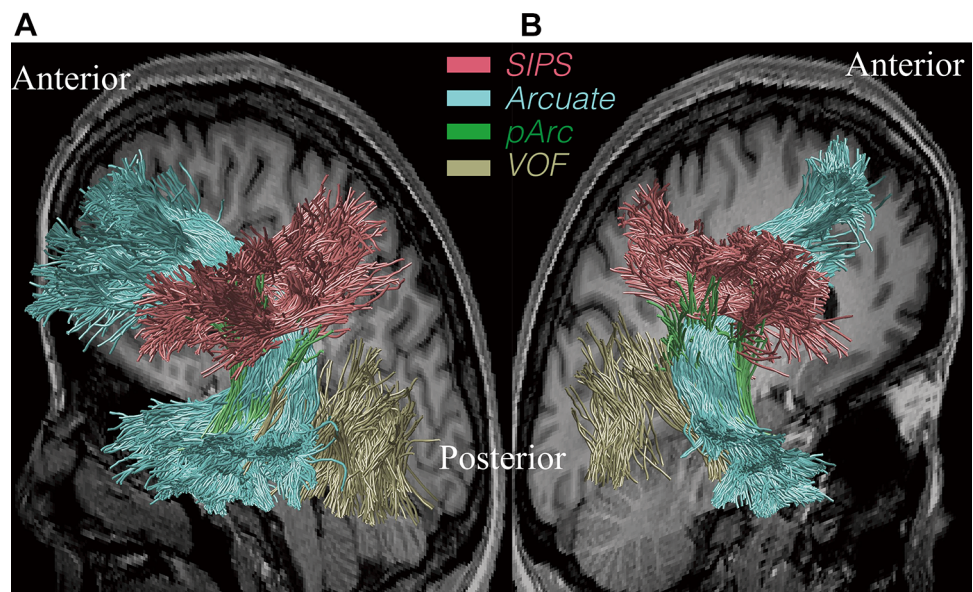 A
B
Anterior
Anterior
SIPS
Arcuate
pArc
VOF
Posterior